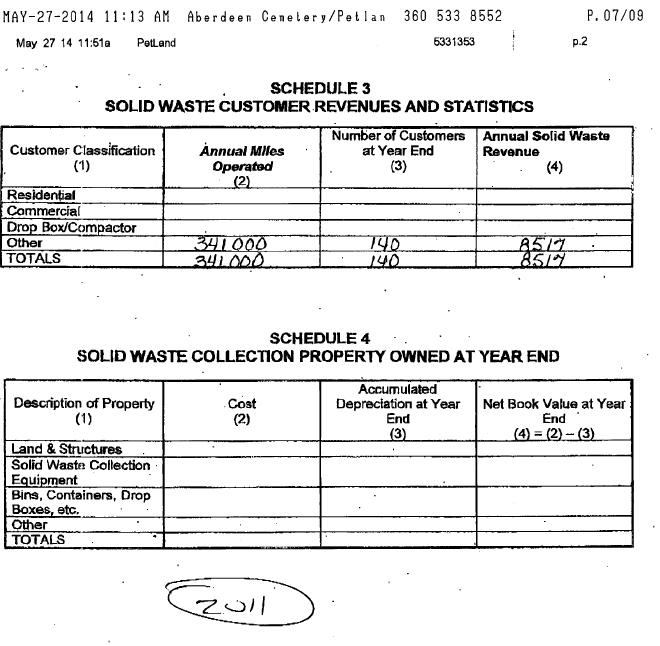 MAY-27-2014 11:13 AM Aberdeen Cemetery/Petlan 360 533 8552 P.07/09
May 27 14 11:51a PetLand 5331353 p.2
SCHEDULE 3
SOLID WASTE CUSTOMER REVENUES AND STATISTICS
Customer Classification (1) Annual Miles Operated (2) Number of Customers at Year End (3) Annual Solid Waste Revenue (4)
Residential
Commercial
Drop Box/Compactor
Other 341000 140 8517
TOTALS 341000 140 8517
SCHEDULE 4
SOLID WASTE COLLECTION PROPERTY OWNED AT YEAR END
Description of Property (1) Cost (2) Accumulated Depreciation at Year End (3) Net Book Value at Year End (4) = (2) – (3)
Land & Structures
Solid Waste Collection
Equipment
Bins, Containers, Drop
Boxes, etc.
Other
TOTALS
2011